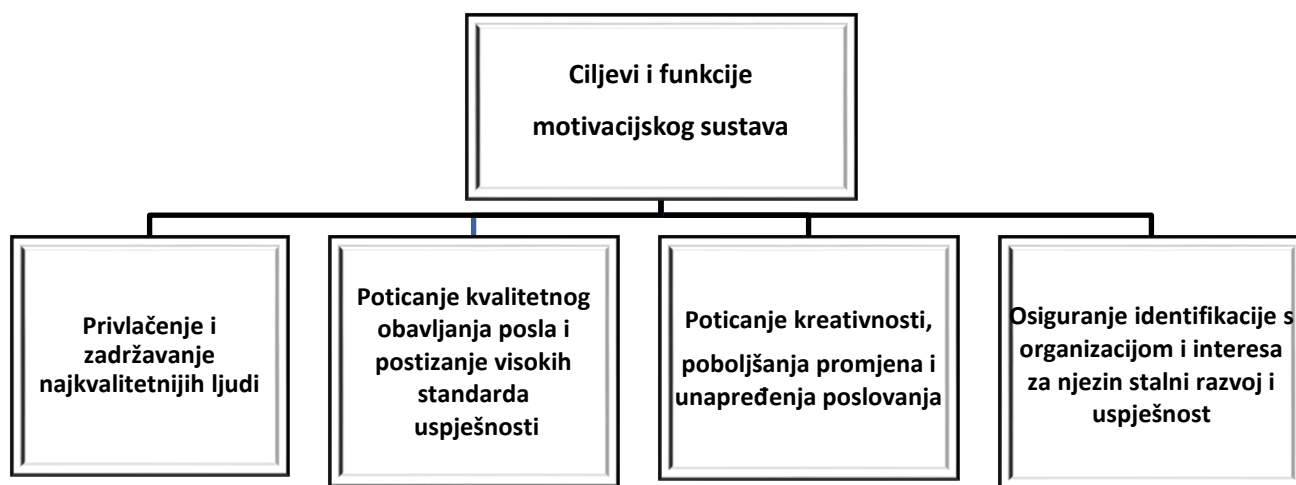 Ciljevi i funkcije
motivacijskog sustava
Privlačenje i
zadržavanje
najkvalitetnijih ljudi
Poticanje kvalitetnog
obavljanja posla i
postizanje visokih
standarda
uspješnosti
Poticanje kreativnosti,
poboljšanja promjena i
unapređenja poslovanja
Osiguranje identifikacije s
organizacijom i interesa
za njezin stalni razvoj i
uspješnost